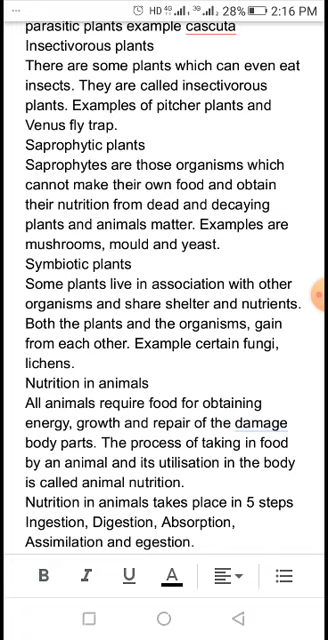 HD 4G 3G 28% 2:16 PM
parasitic plants example cascuta
Insectivorous plants
There are some plants which can even eat
insects. They are called insectivorous
plants. Examples of pitcher plants and
Venus fly trap.
Saprophytic plants
Saprophytes are those organisms which
cannot make their own food and obtain
their nutrition from dead and decaying
plants and animals matter. Examples are
mushrooms, mould and yeast.
Symbiotic plants
Some plants live in association with other
organisms and share shelter and nutrients.
Both the plants and the organisms, gain
from each other. Example certain fungi,
lichens.
Nutrition in animals
All animals require food for obtaining
energy, growth and repair of the damage
body parts. The process of taking in food
by an animal and its utilisation in the body
is called animal nutrition.
Nutrition in animals takes place in 5 steps
Ingestion, Digestion, Absorption,
Assimilation and egestion.
B I U A